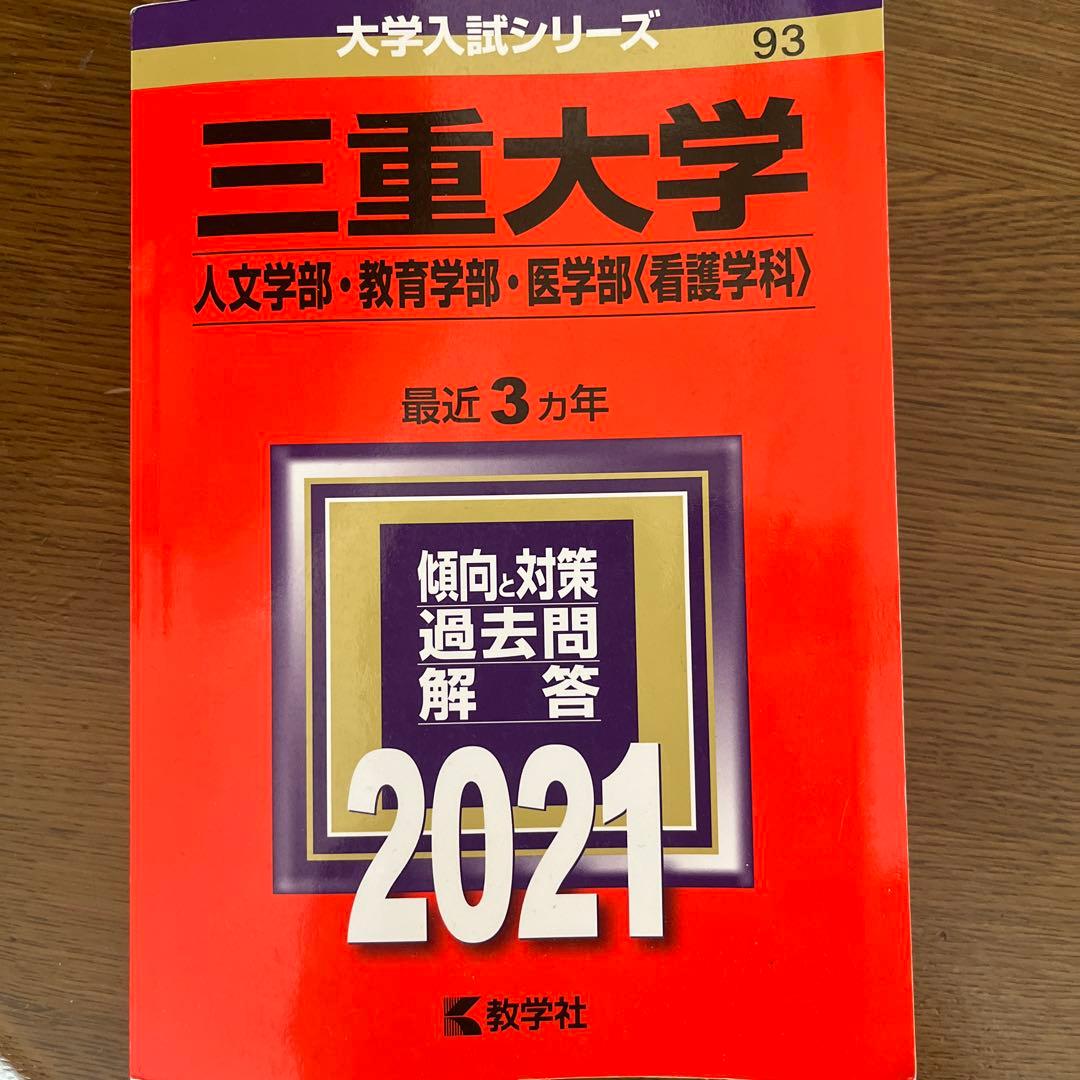 大学入試シリーズ
93
三重大学
人文学部・教育学部・医学部〈看護学科〉
最近3ヵ年
傾向と対策
過去問
解答
2021
教学社